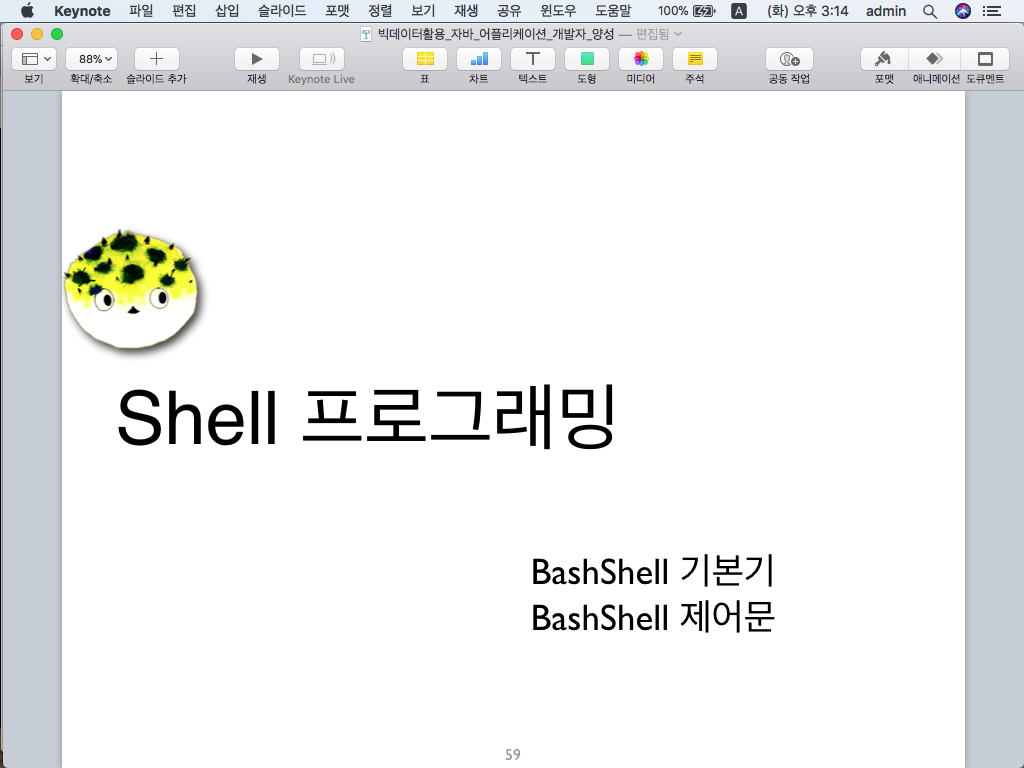 Keynote 파일 편집 삽입 슬라이드 포맷 정렬 보기 재생 공유 윈도우 도움말 100% A (화) 오후 3:14 admin
빅데이터활용_자바_어플리케이션_개발자_양성 — 편집됨
88%
보기 확대/축소 슬라이드 추가 재생 Keynote Live 표 차트 텍스트 도형 미디어 주석 공동 작업 포맷 애니메이션 도큐멘트
Shell 프로그래밍
BashShell 기본기
BashShell 제어문
59